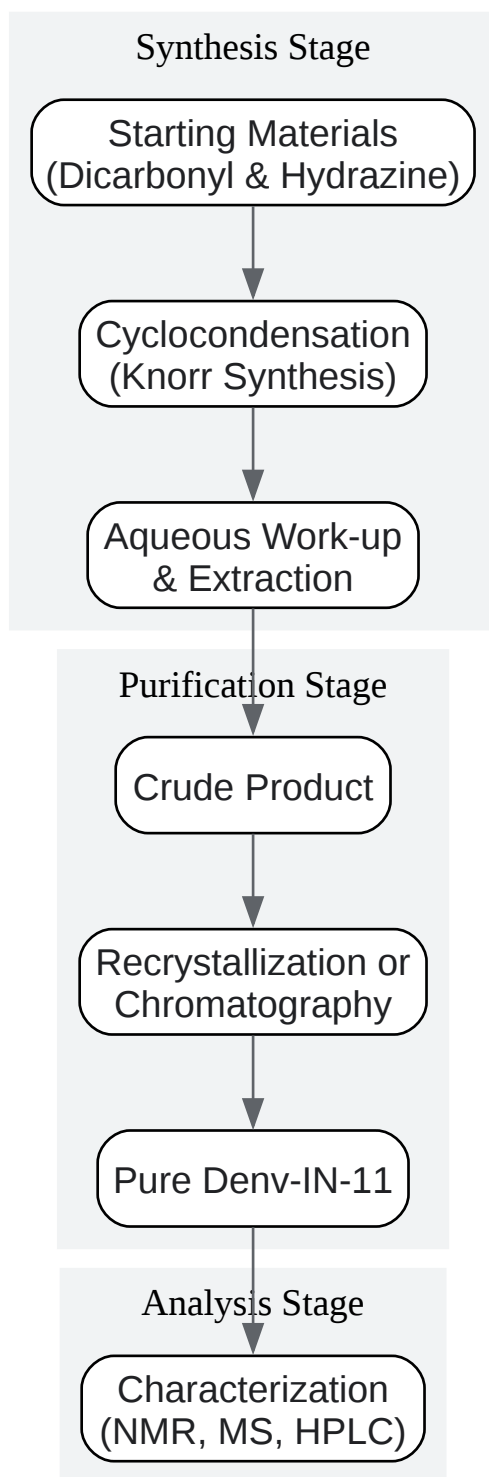 Synthesis Stage
Starting Materials
(Dicarbonyl & Hydrazine)
Cyclocondensation
(Knorr Synthesis)
Aqueous Work-up
& Extraction
Purification Stage
Crude Product
Recrystallization or
Chromatography
Pure Denv-IN-11
Analysis Stage
Characterization
(NMR, MS, HPLC)